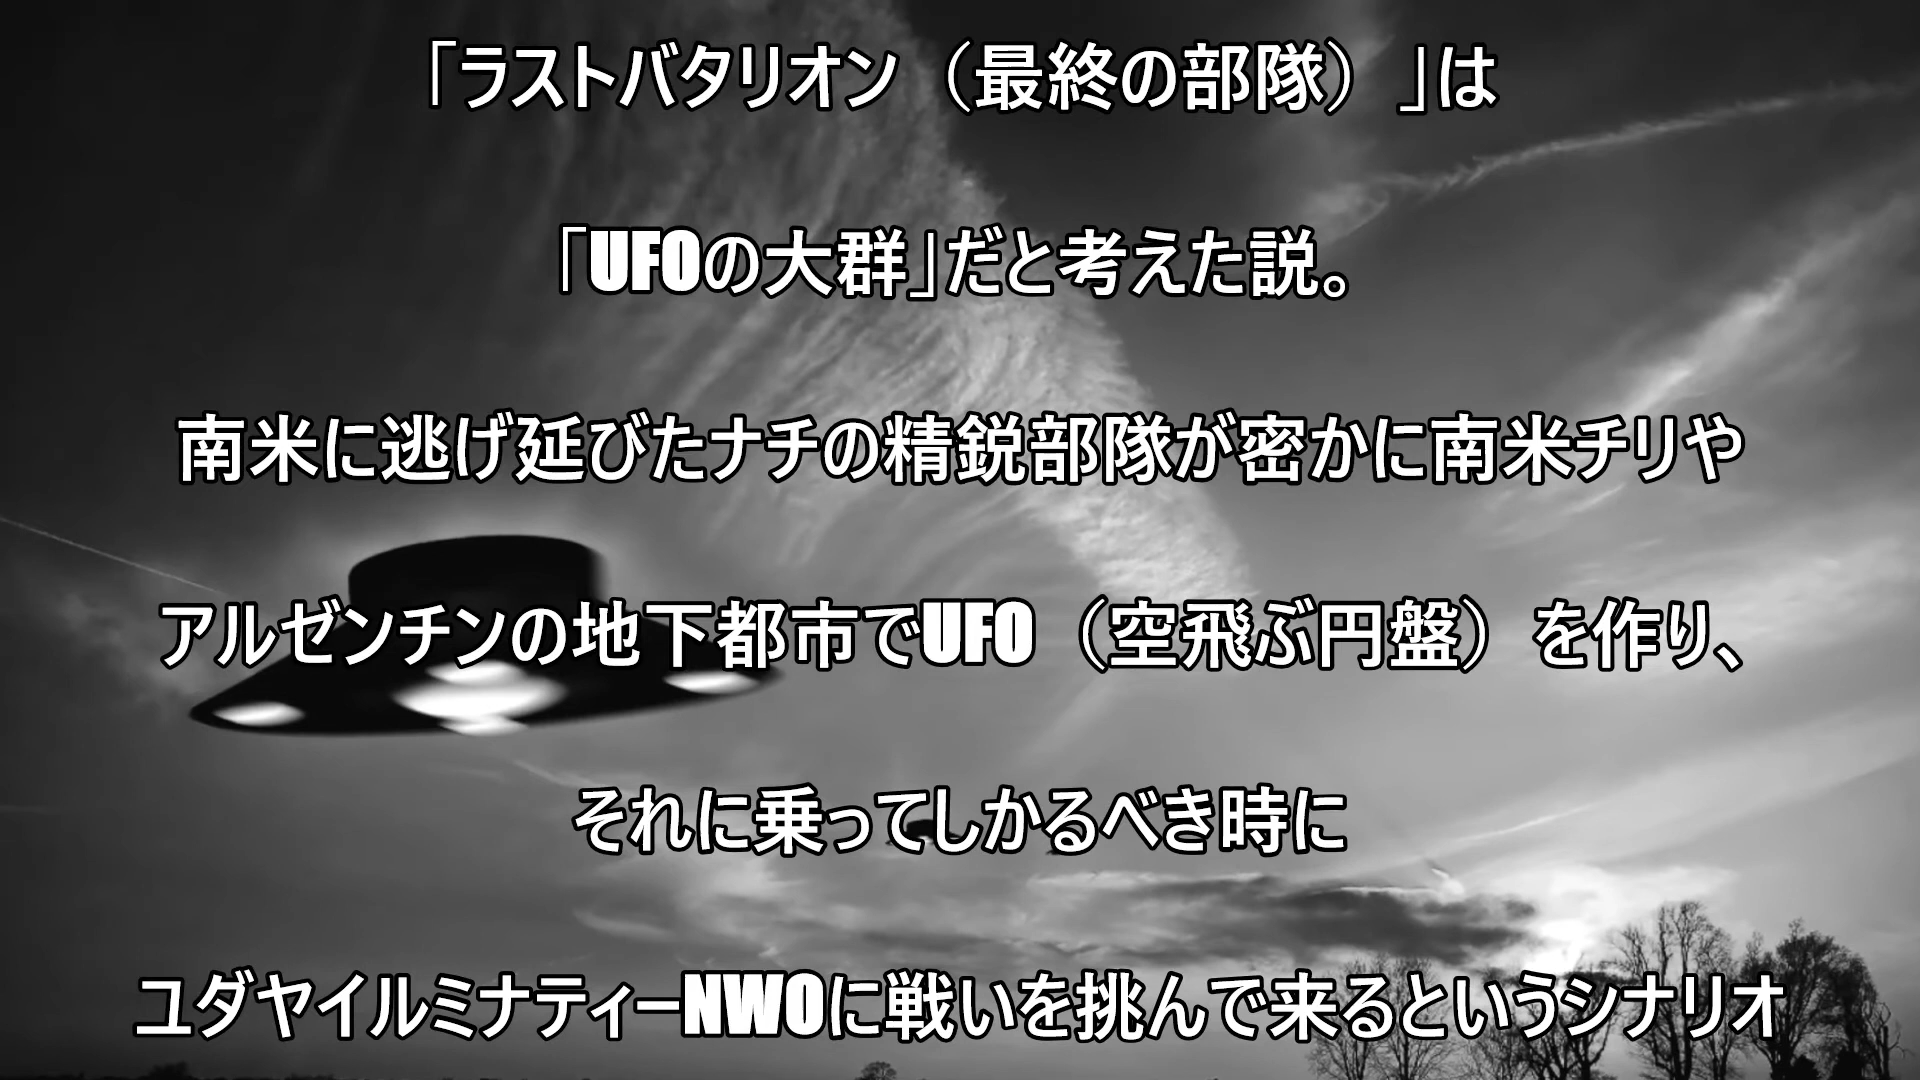 「ラストバタリオン（最終の部隊）」は
「UFOの大群」だと考えた説。
南米に逃げ延びたナチの精鋭部隊が密かに南米チリや
アルゼンチンの地下都市でUFO（空飛ぶ円盤）を作り、
それに乗ってしかるべき時に
ユダヤイルミナティーNWOに戦いを挑んで来るというシナリオ